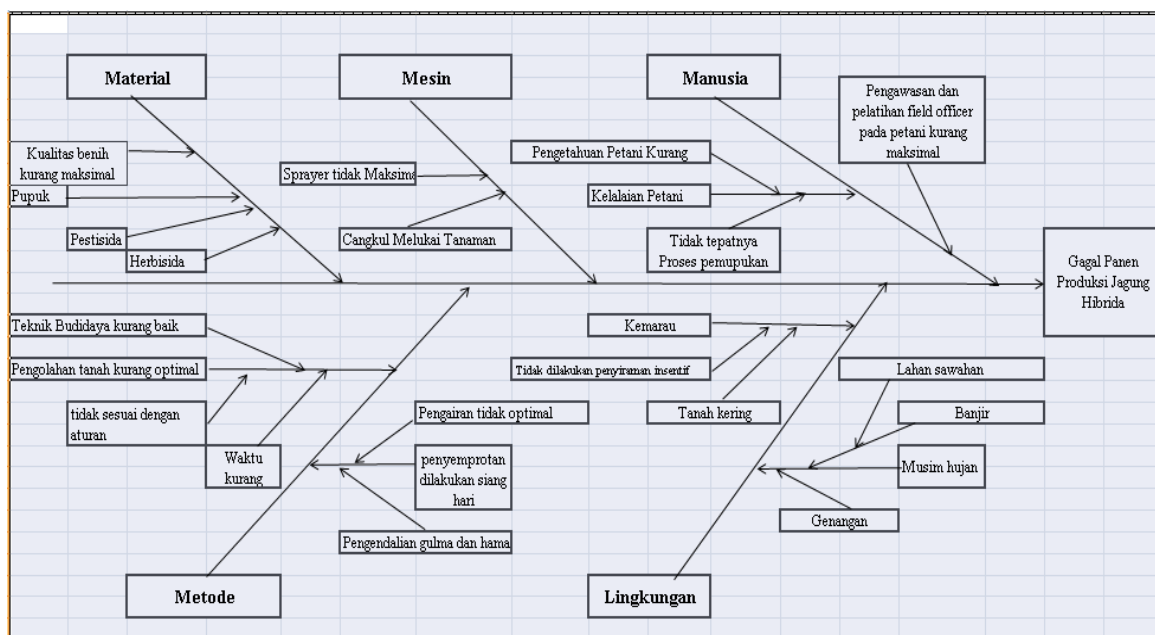 Material
Mesin
Manusia
Pengawasan dan
pelatihan field officer
pada petani kurang
maksimal
Kualitas benih
kurang maksimal
Pengetahuan Petani Kurang
Sprayer tidak Maksima
Pupuk
Kelalaian Petani
Pestisida
Cangkul Melukai Tanaman
Tidak tepatnya
Proses pemupukan
Herbisida
Gagal Panen
Produksi Jagung
Hibrida
Teknik Budidaya kurang baik
Kemarau
Pengolahan tanah kurang optimal
Tidak dilakukan penyiraman insentif
Lahan sawahan
tidak sesuai dengan
aturan
Pengairan tidak optimal
Tanah kering
Banjir
Waktu
kurang
penyemprotan
dilakukan siang
hari
Musim hujan
Genangan
Pengendalian gulma dan hama
Metode
Lingkungan